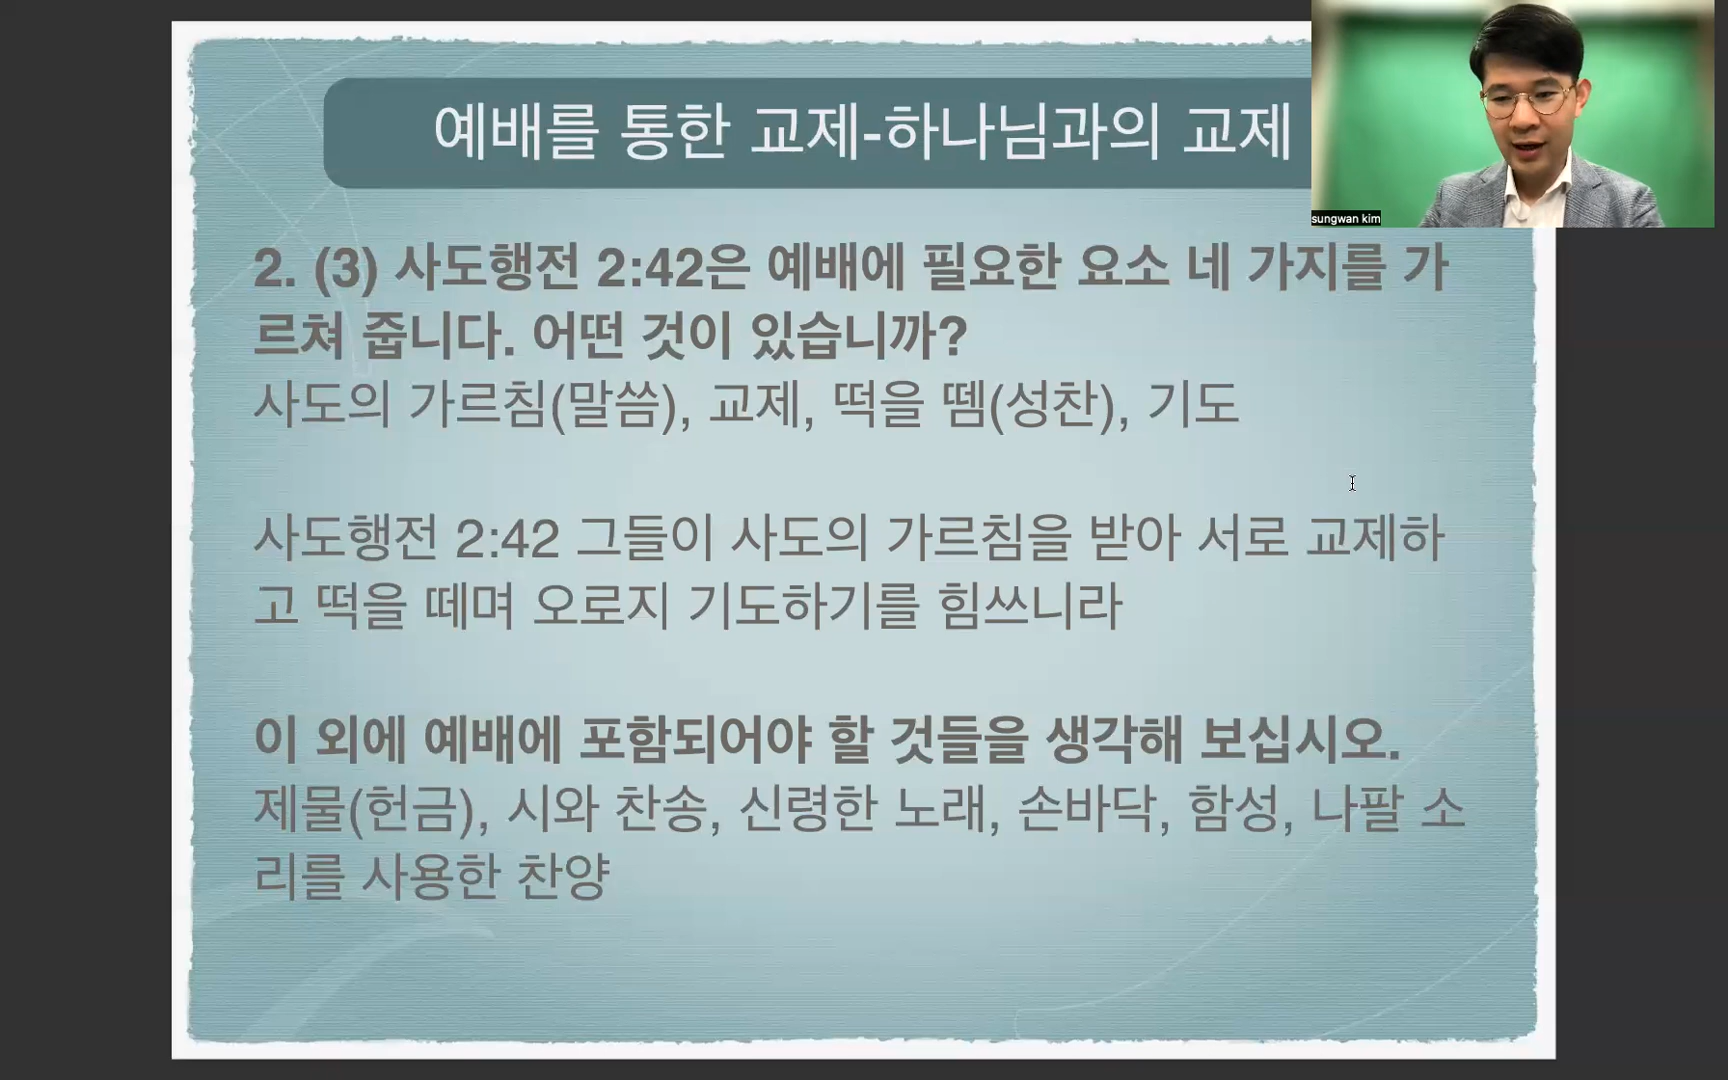 예배를 통한 교제-하나님과의 교제
sungwan kim
2. (3) 사도행전 2:42은 예배에 필요한 요소 네 가지를 가
르쳐 줍니다. 어떤 것이 있습니까?
사도의 가르침(말씀), 교제, 떡을 뗌(성찬), 기도
사도행전 2:42 그들이 사도의 가르침을 받아 서로 교제하
고 떡을 떼며 오로지 기도하기를 힘쓰니라
이 외에 예배에 포함되어야 할 것들을 생각해 보십시오.
제물(헌금), 시와 찬송, 신령한 노래, 손바닥, 함성, 나팔 소
리를 사용한 찬양